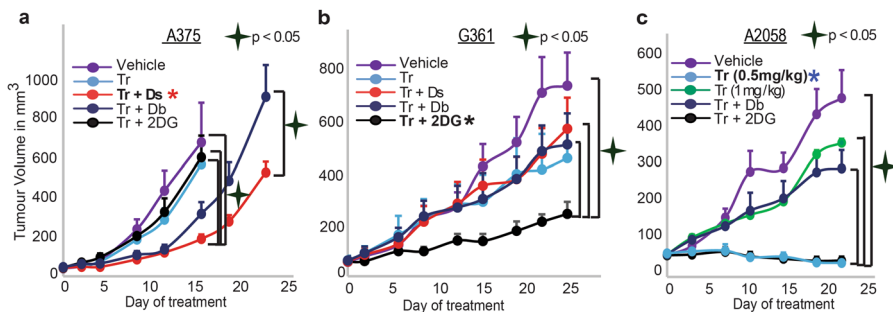 a
A375
p < 0.05
Tumour Volume in mm³
1000
800
600
400
200
0
Vehicle
Tr
Tr + Ds *
Tr + Db
Tr + 2DG
0 5 10 15 20 25
Day of treatment
b
G361
p < 0.05
800
600
400
200
0
Vehicle
Tr
Tr + Ds
Tr + Db
Tr + 2DG *
0 5 10 15 20 25
Day of treatment
c
A2058
p < 0.05
600
500
400
300
200
100
0
Vehicle
Tr (0.5mg/kg) *
Tr (1mg/kg)
Tr + Db
Tr + 2DG
0 5 10 15 20 25
Day of treatment